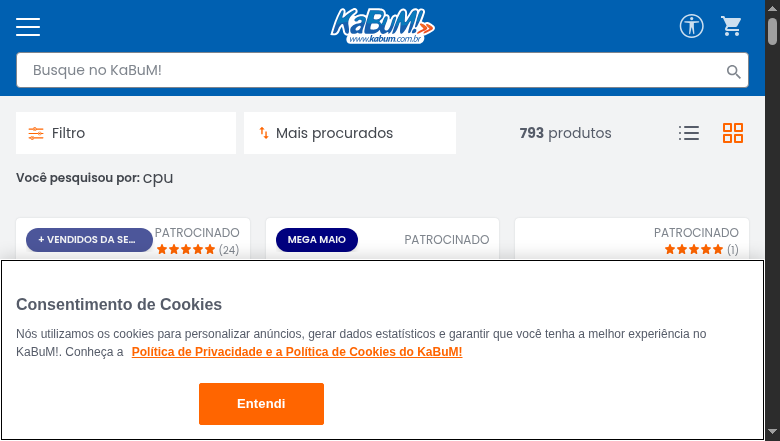 KaBuM!
www.kabum.com.br
Busque no KaBuM!
Filtro
Mais procurados
793 produtos
Você pesquisou por: cpu
+ VENDIDOS DA SE...
PATROCINADO
(24)
MEGA MAIO
PATROCINADO
PATROCINADO
(1)
Consentimento de Cookies
Nós utilizamos os cookies para personalizar anúncios, gerar dados estatísticos e garantir que você tenha a melhor experiência no
KaBuM!. Conheça a Política de Privacidade e a Política de Cookies do KaBuM!
Entendi